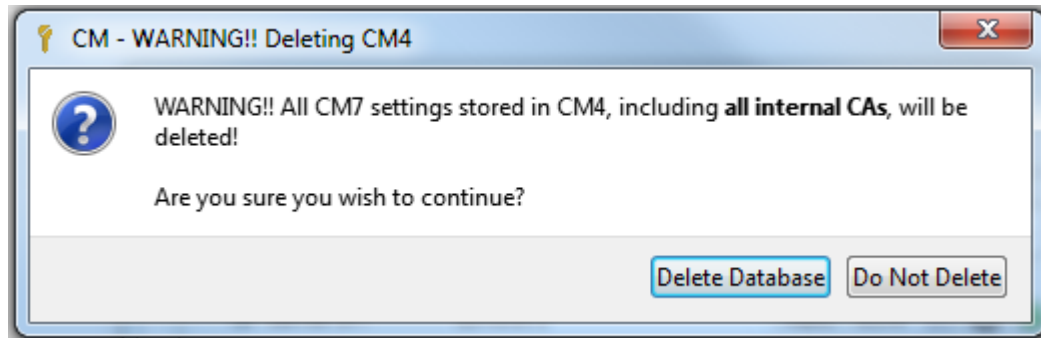 CM - WARNING!! Deleting CM4
WARNING!! All CM7 settings stored in CM4, including all internal CAs, will be
deleted!
Are you sure you wish to continue?
Delete Database Do Not Delete